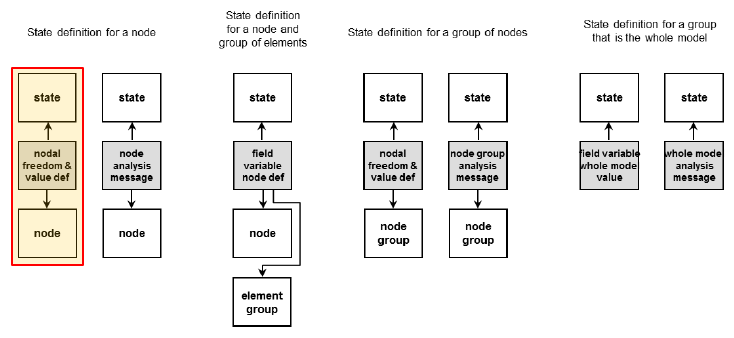 State definition for a node
State definition
for a node and
group of elements
State definition for a group of nodes
State definition for a group
that is the whole model
state
state
state
state
state
state
state
nodal
freedom &
value def
node
analysis
message
field
variable
node def
nodal
freedom &
value def
node group
analysis
message
field variable
whole model
value
whole model
analysis
message
node
node
node
node
group
node
group
element
group